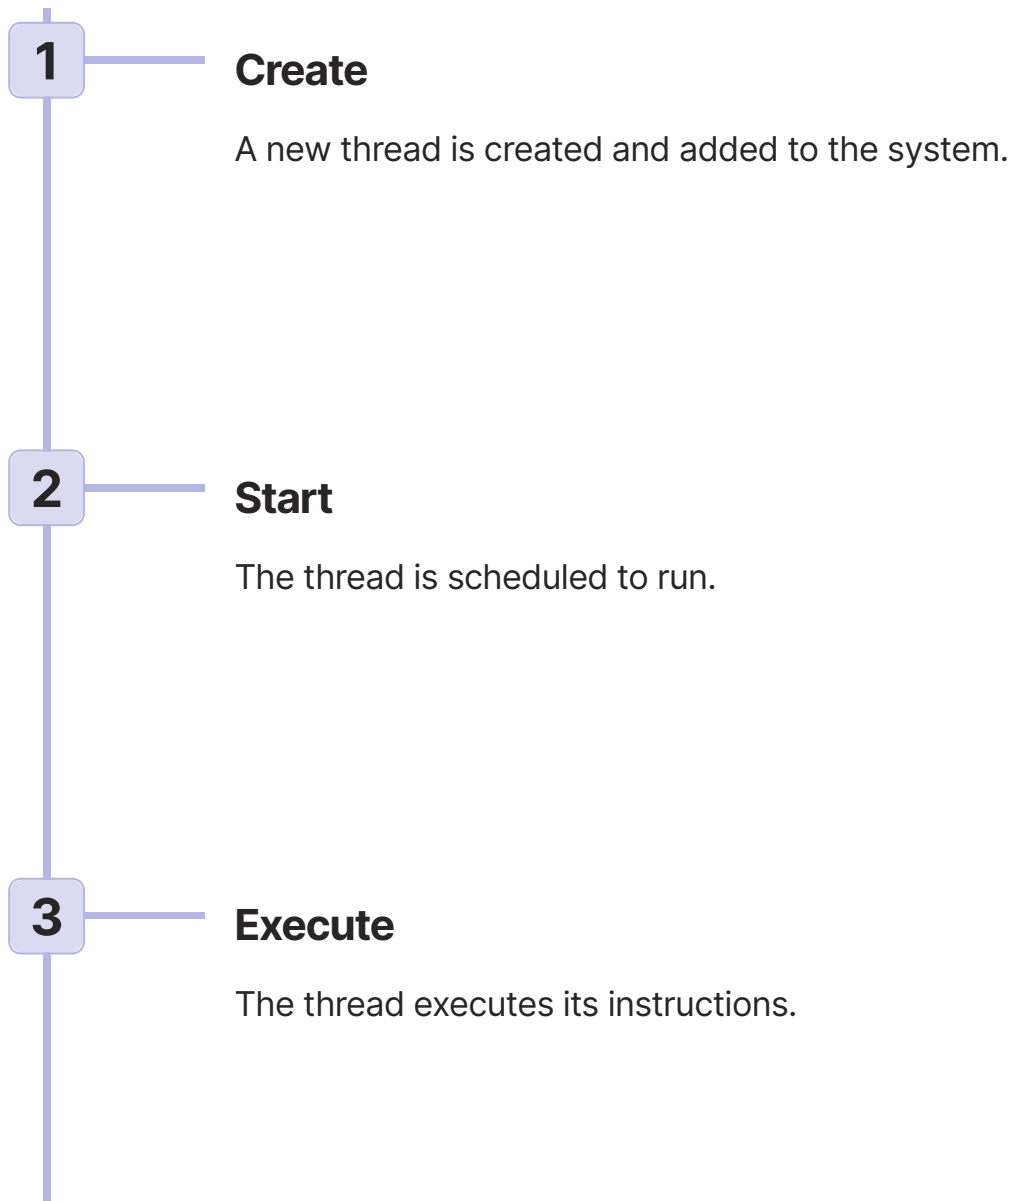 1
Create
A new thread is created and added to the system.
2
Start
The thread is scheduled to run.
3
Execute
The thread executes its instructions.